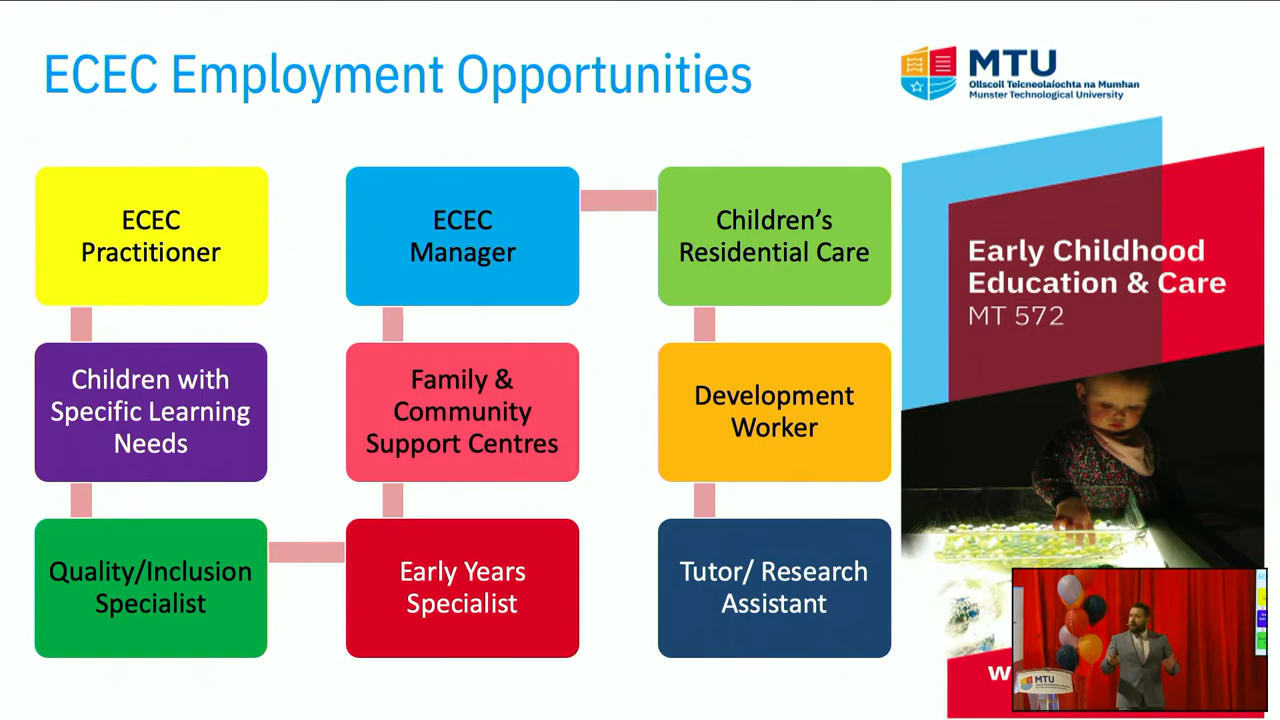 ECEC Employment Opportunities
MTU
Ollscoil Teicneolaíochta na Mumhan
Munster Technological University
ECEC
Practitioner
ECEC
Manager
Children's
Residential Care
Children with
Specific Learning
Needs
Family &
Community
Support Centres
Development
Worker
Quality/Inclusion
Specialist
Early Years
Specialist
Tutor/ Research
Assistant
Early Childhood
Education & Care
MT 572
w
MTU